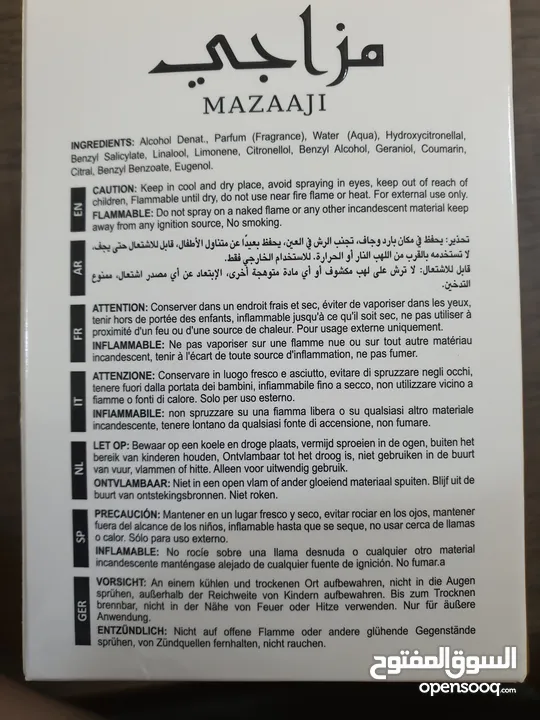 مزاجي
MAZAAJI
INGREDIENTS: Alcohol Denat., Parfum (Fragrance), Water (Aqua), Hydroxycitronellal,
Benzyl Salicylate, Linalool, Limonene, Citronellol, Benzyl Alcohol, Geraniol, Coumarin,
Citral, Benzyl Benzoate, Eugenol.
EN
CAUTION: Keep in cool and dry place, avoid spraying in eyes, keep out of reach of
children, Flammable until dry, do not use near fire flame or heat. For external use only.
FLAMMABLE: Do not spray on a naked flame or any other incandescent material keep
away from any ignition source, No smoking.
AR
تحذير: يحفظ في مكان بارد وجاف، تجنب الرش في العين، يحفظ بعيداً عن متناول الأطفال، قابل للاشتعال حتى يجف،
لا تستخدمه بالقرب من اللهب النار أو الحرارة. للاستخدام الخارجي فقط.
قابل للاشتعال: لا ترش على لهب مكشوف أو أي مادة متوهجة أخرى، الإبتعاد عن أي مصدر اشتعال، ممنوع
التدخين.
FR
ATTENTION: Conserver dans un endroit frais et sec, éviter de vaporiser dans les yeux,
tenir hors de portée des enfants, inflammable jusqu'à ce qu'il soit sec, ne pas utiliser à
proximité d'un feu ou d'une source de chaleur. Pour usage externe uniquement.
INFLAMMABLE: Ne pas vaporiser sur une flamme nue ou sur tout autre matériau
incandescent, tenir à l'écart de toute source d'inflammation, ne pas fumer.
IT
ATTENZIONE: Conservare in luogo fresco e asciutto, evitare di spruzzare negli occhi,
tenere fuori dalla portata dei bambini, infiammabile fino a secco, non utilizzare vicino a
fiamme o fonti di calore. Solo per uso esterno.
INFIAMMABILE: non spruzzare su una fiamma libera o su qualsiasi altro materiale
incandescente, tenere lontano da qualsiasi fonte di accensione, non fumare.
NL
LET OP: Bewaar op een koele en droge plaats, vermijd sproeien in de ogen, buiten het
bereik van kinderen houden, Ontvlambaar tot het droog is, niet gebruiken in de buurt
van vuur, vlammen of hitte. Alleen voor uitwendig gebruik.
ONTVLAMBAAR: Niet in een open vlam of ander gloeiend materiaal spuiten. Blijf uit de
buurt van ontstekingsbronnen. Niet roken.
SP
PRECAUCIÓN: Mantener en un lugar fresco y seco, evitar rociar en los ojos, mantener
fuera del alcance de los niños, inflamable hasta que se seque, no usar cerca de llamas
o calor. Sólo para uso externo.
INFLAMABLE: No rocíe sobre una llama desnuda o cualquier otro material
incandescente manténgase alejado de cualquier fuente de ignición. No fumar.a
GER
VORSICHT: An einem kühlen und trockenen Ort aufbewahren, nicht in die Augen
sprühen, außerhalb der Reichweite von Kindern aufbewahren. Bis zum Trocknen
brennbar, nicht in der Nähe von Feuer oder Hitze verwenden. Nur für äußere
Anwendung.
ENTZÜNDLICH: Nicht auf offene Flamme oder andere glühende Gegenstände
sprühen, von Zündquellen fernhalten, nicht rauchen.
السوق المفتوح
opensooq.com